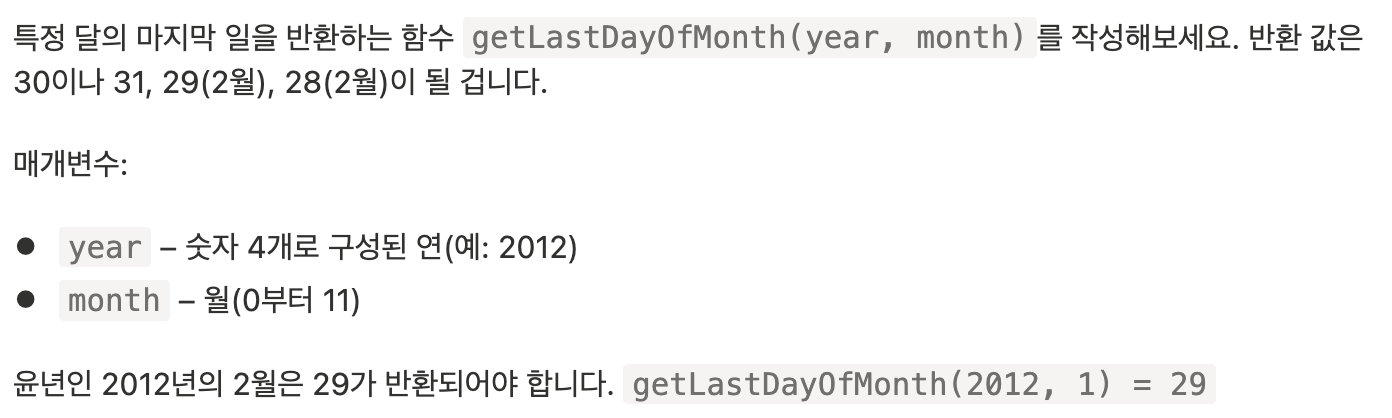 특정 달의 마지막 일을 반환하는 함수 getLastDayOfMonth(year, month)를 작성해보세요. 반환 값은
30이나 31, 29(2월), 28(2월)이 될 겁니다.
매개변수:
● year – 숫자 4개로 구성된 연(예: 2012)
● month – 월(0부터 11)
윤년인 2012년의 2월은 29가 반환되어야 합니다. getLastDayOfMonth(2012, 1) = 29